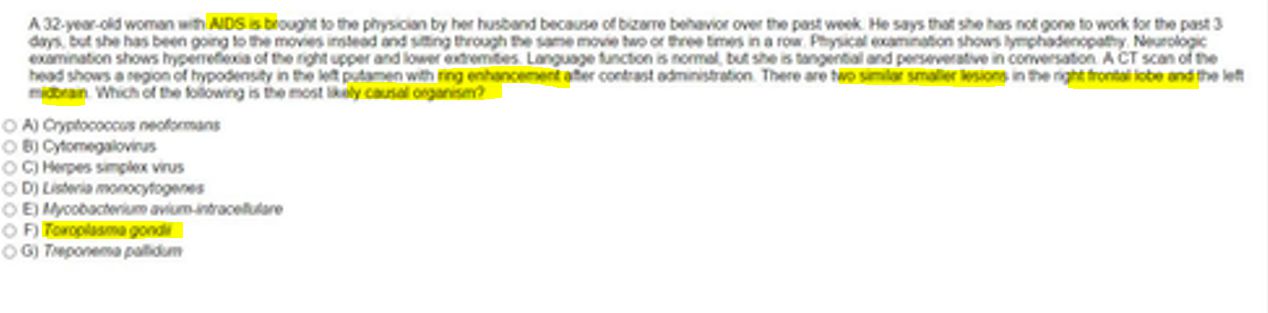 A 32-year-old woman with AIDS is brought to the physician by her husband because of bizarre behavior over the past week. He says that she has not gone to work for the past 3
days, but she has been going to the movies instead and sitting through the same movie two or three times in a row. Physical examination shows lymphadenopathy. Neurologic
examination shows hyperreflexia of the right upper and lower extremities. Language function is normal, but she is tangential and perseverative in conversation. A CT scan of the
head shows a region of hypodensity in the left putamen with ring enhancement after contrast administration. There are two similar smaller lesions in the right frontal lobe and the left
midbrain. Which of the following is the most likely causal organism?
A) Cryptococcus neoformans
B) Cytomegalovirus
C) Herpes simplex virus
D) Listeria monocytogenes
E) Mycobacterium avium-intracellulare
F) Toxoplasma gondii
G) Treponema pallidum